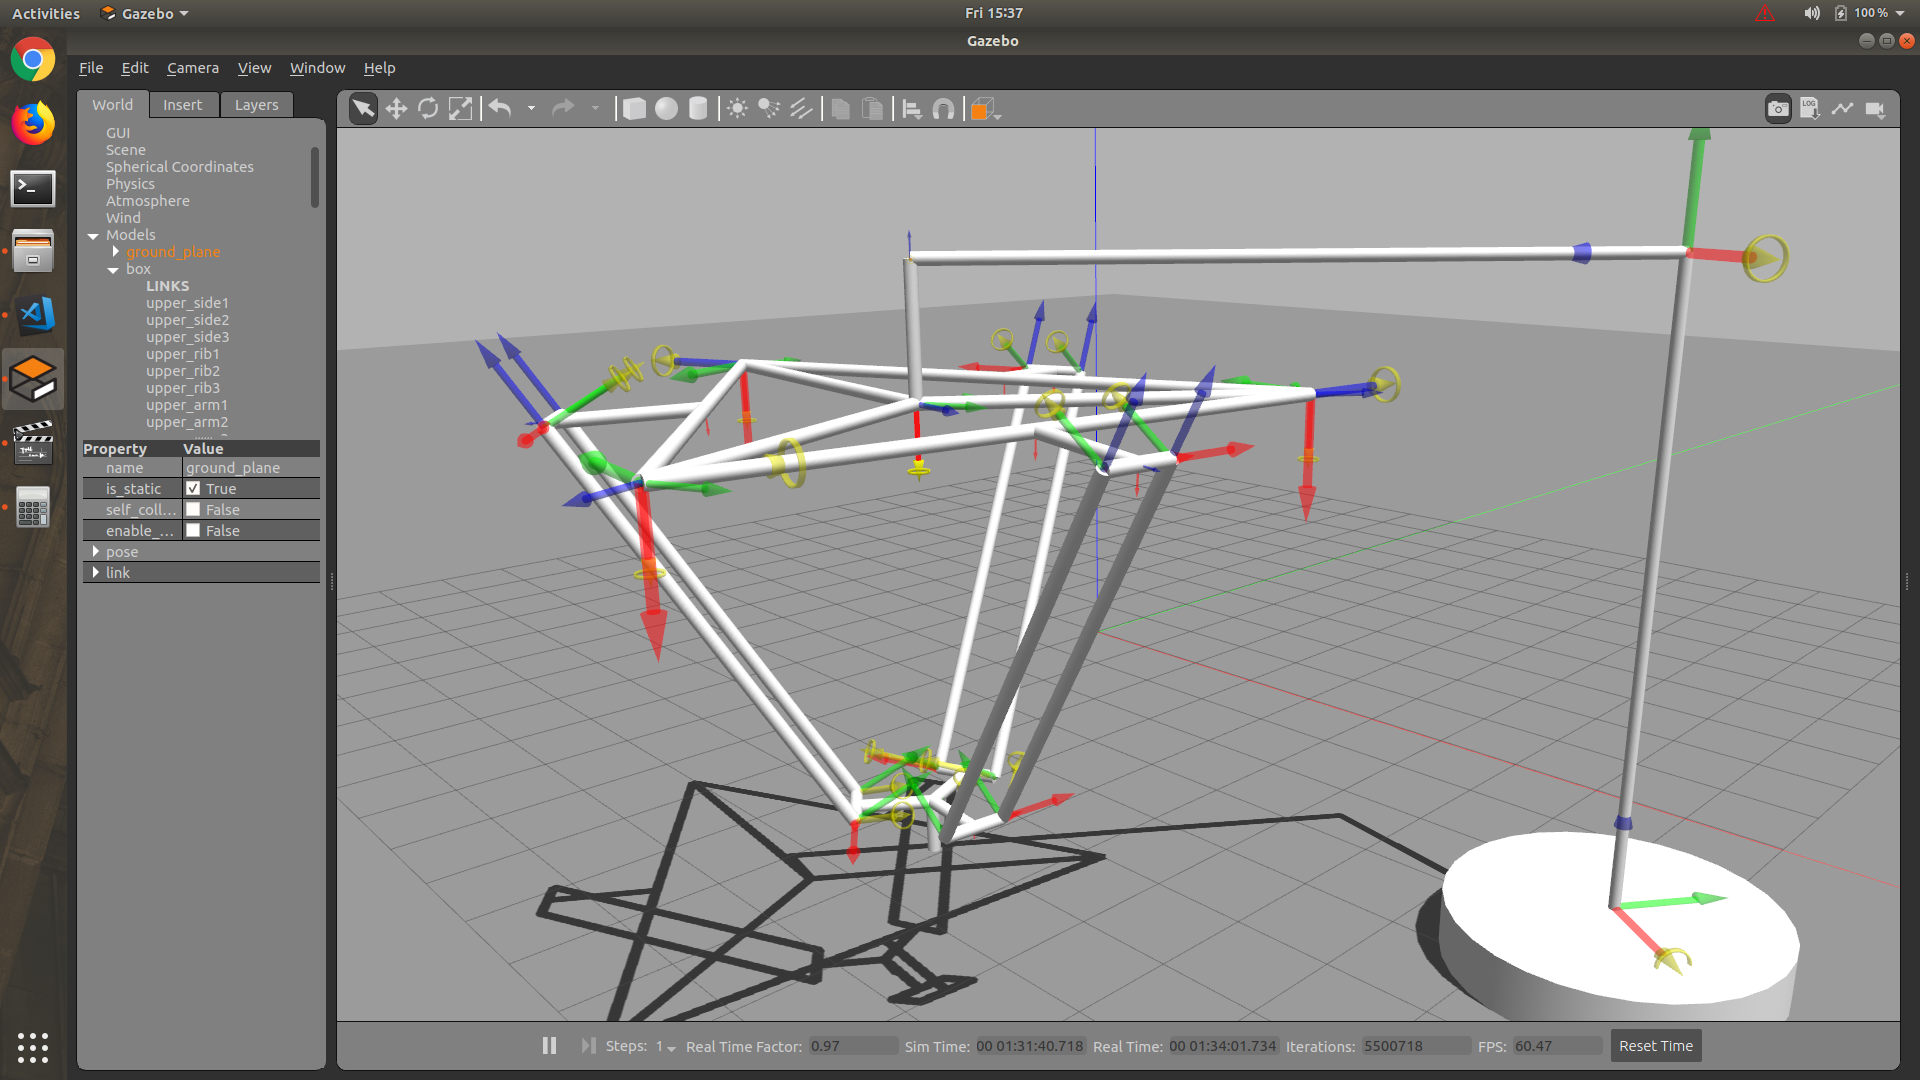 Activities Gazebo Fri 15:37 100 %
Gazebo
File Edit Camera View Window Help
World Insert Layers
LOG
GUI
Scene
Spherical Coordinates
Physics
Atmosphere
Wind
Models
ground_plane
box
LINKS
upper_side1
upper_side2
upper_side3
upper_rib1
upper_rib2
upper_rib3
upper_arm1
upper_arm2
Property Value
name ground_plane
is_static True
self_coll... False
enable_... False
pose
link
Steps: 1 Real Time Factor: 0.97 Sim Time: 00 01:31:40.718 Real Time: 00 01:34:01.734 Iterations: 5500718 FPS: 60.47 Reset Time